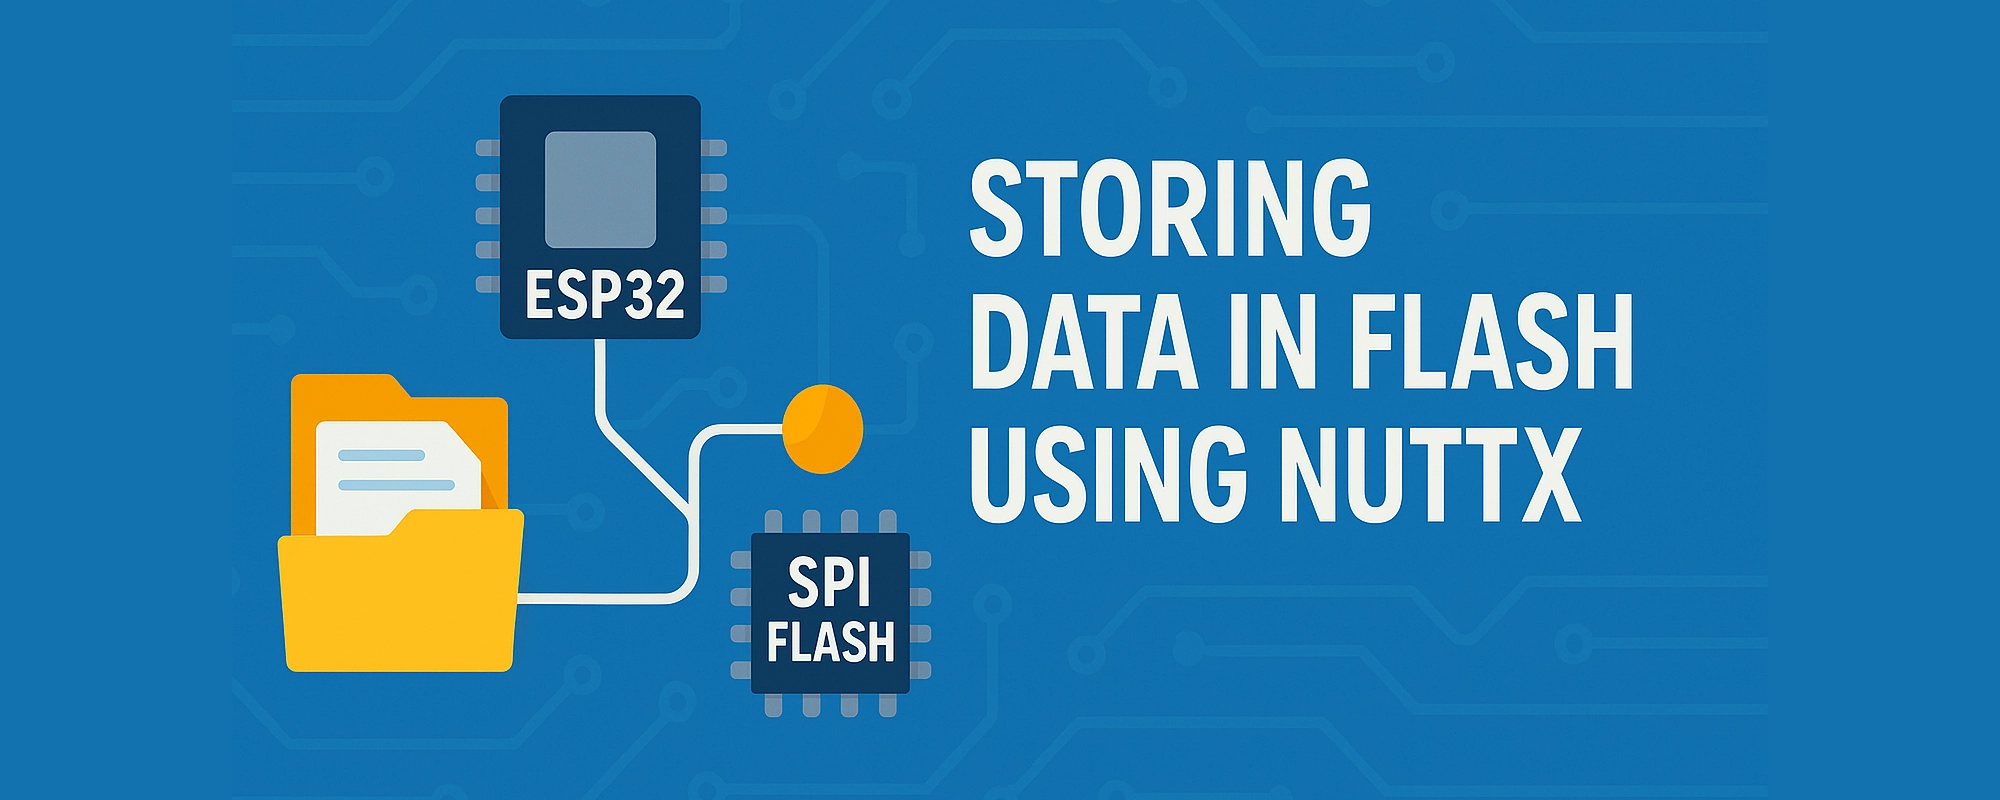 ESP32
SPI
FLASH
STORING
DATA IN FLASH
USING NUTTX